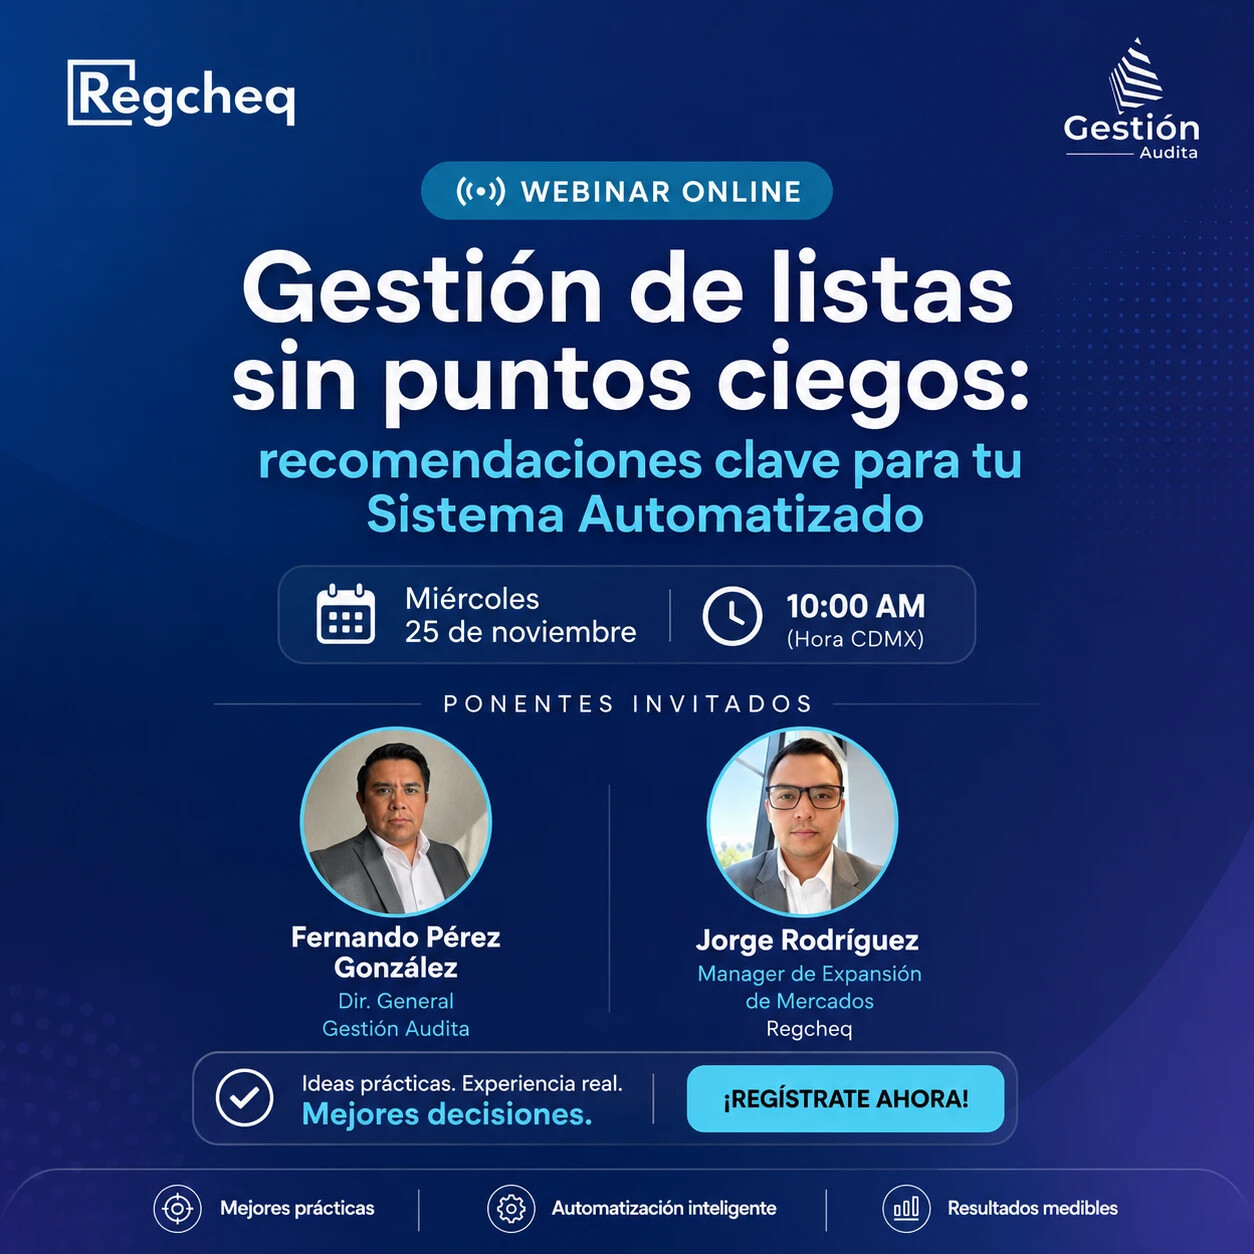 Regcheq
Gestión
Audita
WEBINAR ONLINE
Gestión de listas
sin puntos ciegos:
recomendaciones clave para tu
Sistema Automatizado
Miércoles
25 de noviembre
10:00 AM
(Hora CDMX)
PONENTES INVITADOS
Fernando Pérez
González
Dir. General
Gestión Audita
Jorge Rodríguez
Manager de Expansión
de Mercados
Regcheq
Ideas prácticas. Experiencia real.
Mejores decisiones.
¡REGÍSTRATE AHORA!
Mejores prácticas
Automatización inteligente
Resultados medibles